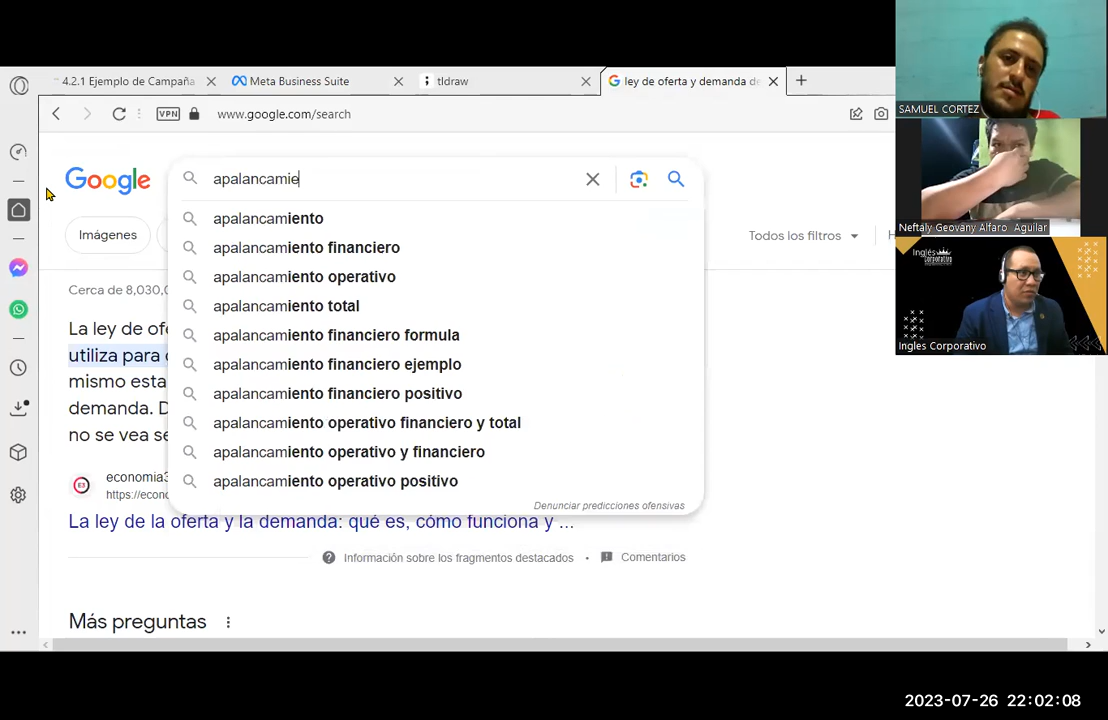 4.2.1 Ejemplo de Campaña
Meta Business Suite
tldraw
ley de oferta y demanda de
VPN
www.google.com/search
Google
apalancamie
apalancamiento
apalancamiento financiero
apalancamiento operativo
apalancamiento total
apalancamiento financiero formula
apalancamiento financiero ejemplo
apalancamiento financiero positivo
apalancamiento operativo financiero y total
apalancamiento operativo y financiero
apalancamiento operativo positivo
Denunciar predicciones ofensivas
Imágenes
Todos los filtros
H
Cerca de 8,030,0
La ley de ofe
utiliza para
mismo esta
demanda. D
no se vea se
economia3
https://econo
La ley de la oferta y la demanda: qué es, cómo funciona y ...
Información sobre los fragmentos destacados
Comentarios
Más preguntas
SAMUEL CORTEZ
Neftaly Geovany Alfaro Aguilar
Inglés
Corporativo
Ingles Corporativo
2023-07-26 22:02:08